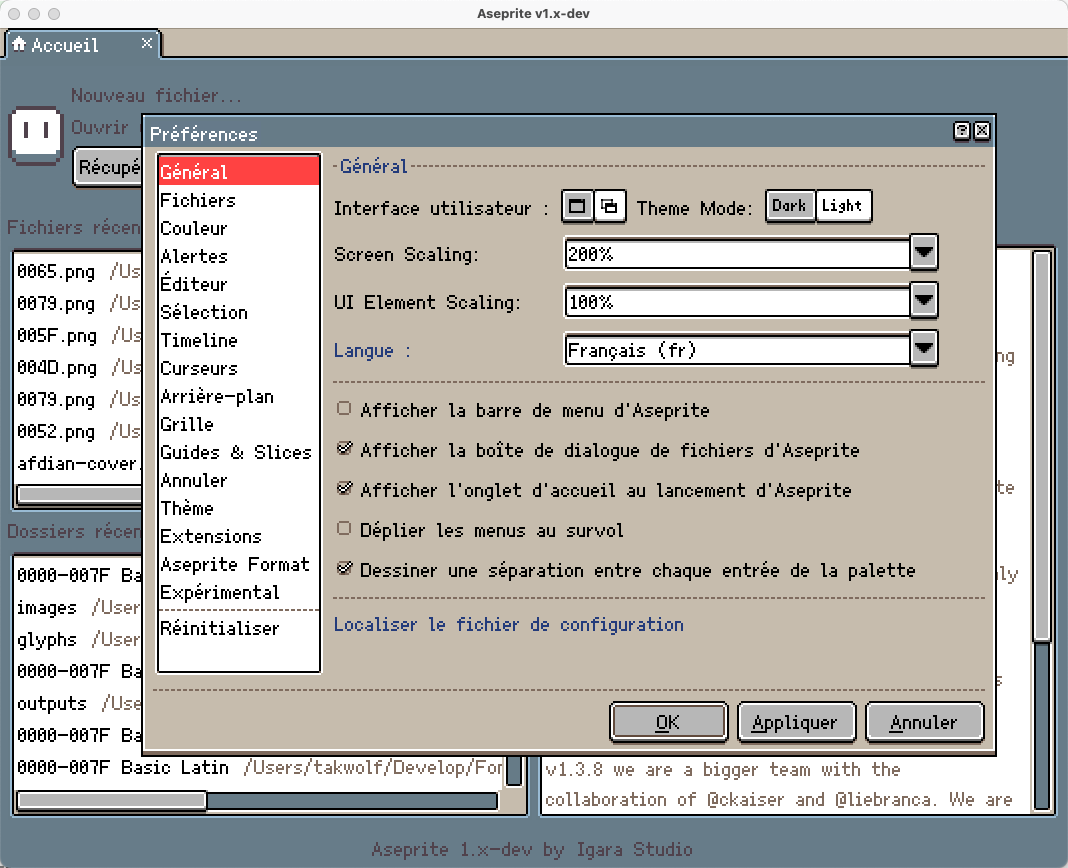 Aseprite v1.x-dev
Accueil
Nouveau fichier...
Ouvrir
Récupé
Fichiers récen
0065.png /Us
0079.png /Us
005F.png /Us
004D.png /Us
0079.png /Us
0052.png /Us
afdian-cover.
Dossiers récen
0000-007F Ba
images /User
glyphs /User
0000-007F Ba
outputs /Use
0000-007F Ba
0000-007F Basic Latin /Users/takwolf/Develop/For
Préférences
Général
Fichiers
Couleur
Alertes
Éditeur
Sélection
Timeline
Curseurs
Arrière-plan
Grille
Guides & Slices
Annuler
Thème
Extensions
Aseprite Format
Expérimental
Réinitialiser
Général
Interface utilisateur : Theme Mode: Dark Light
Screen Scaling: 200%
UI Element Scaling: 100%
Langue : Français (fr)
Afficher la barre de menu d'Aseprite
Afficher la boîte de dialogue de fichiers d'Aseprite
Afficher l'onglet d'accueil au lancement d'Aseprite
Déplier les menus au survol
Dessiner une séparation entre chaque entrée de la palette
Localiser le fichier de configuration
OK Appliquer Annuler
ng
te
ly
s
v1.3.8 we are a bigger team with the
collaboration of @ckaiser and @liebranca. We are
Aseprite 1.x-dev by Igara Studio